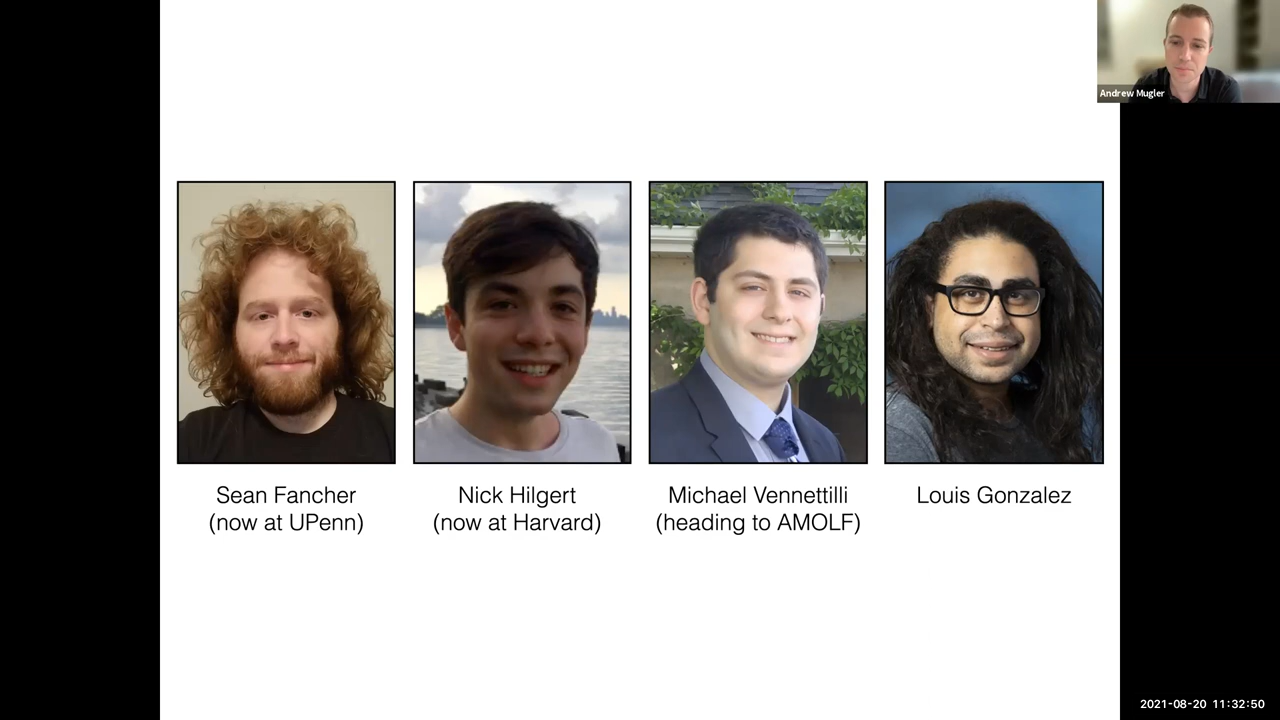 Andrew Mugler
Sean Fancher
(now at UPenn)
Nick Hilgert
(now at Harvard)
Michael Vennettilli
(heading to AMOLF)
Louis Gonzalez
2021-08-20 11:32:50